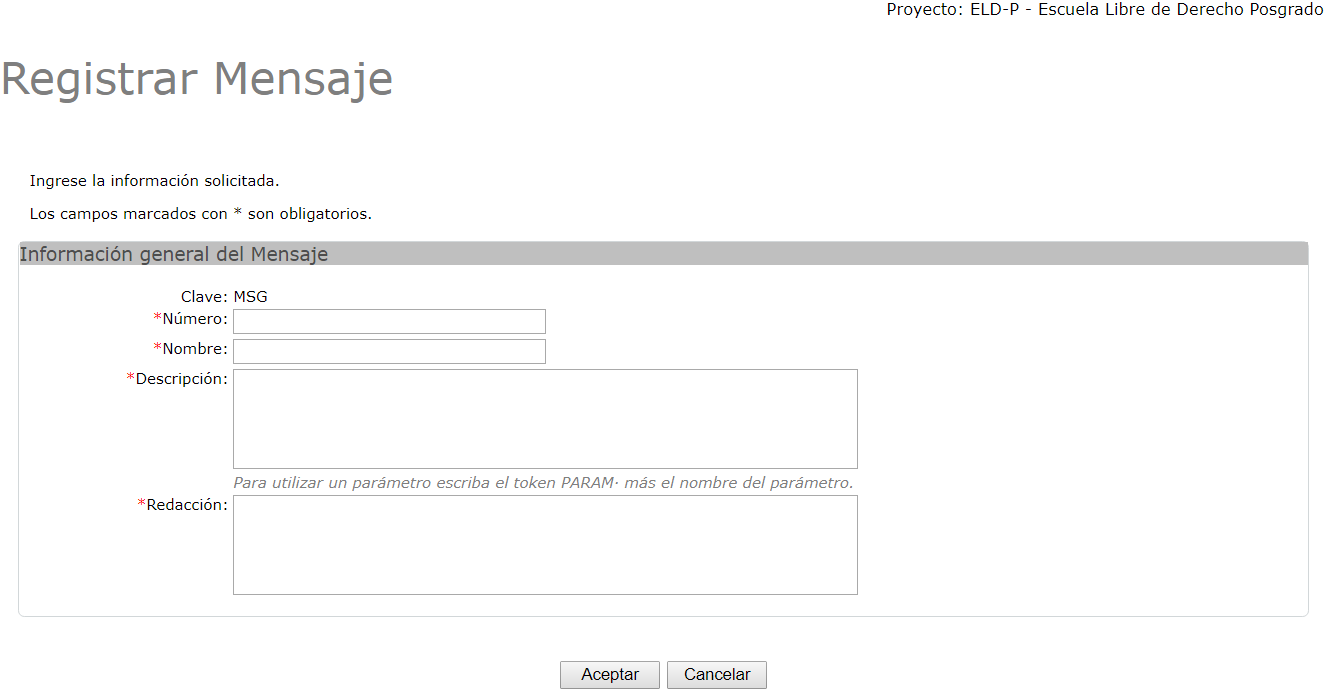 Proyecto: ELD-P - Escuela Libre de Derecho Posgrado
Registrar Mensaje
Ingrese la información solicitada.
Los campos marcados con * son obligatorios.
Información general del Mensaje
Clave: MSG
*Número:
*Nombre:
*Descripción:
Para utilizar un parámetro escriba el token PARAM· más el nombre del parámetro.
*Redacción:
Aceptar Cancelar